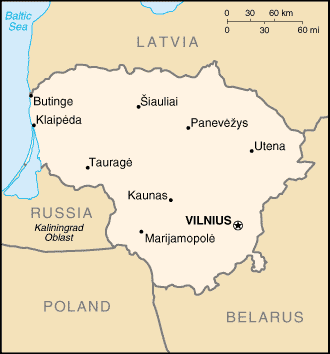 Baltic
Sea
0 30 60 km
0 30 60 mi
LATVIA
Butinge
Klaipėda
Šiauliai
Panevėžys
Utena
Tauragė
Kaunas
VILNIUS
RUSSIA
Kaliningrad
Oblast
Marijamopolė
POLAND
BELARUS